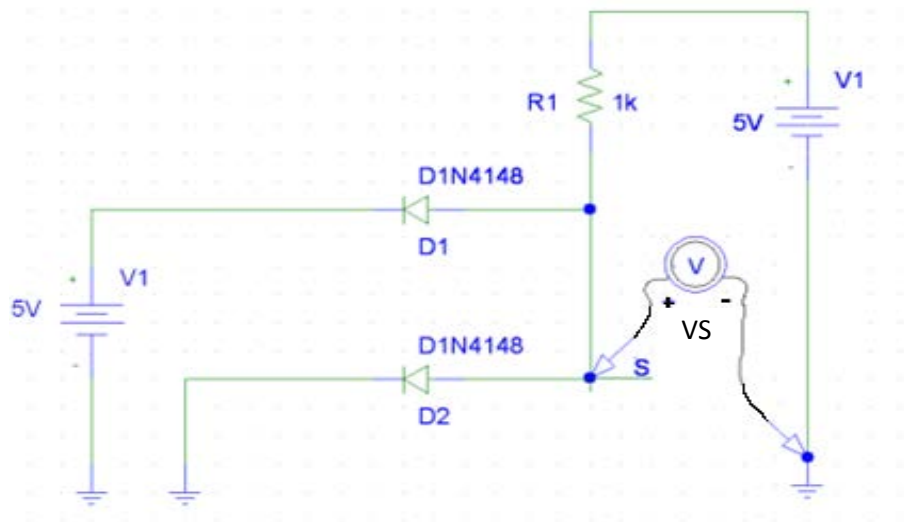 V1
R1 1k
5V
D1N4148
D1
V1
5V
V
+ -
VS
D1N4148
S
D2